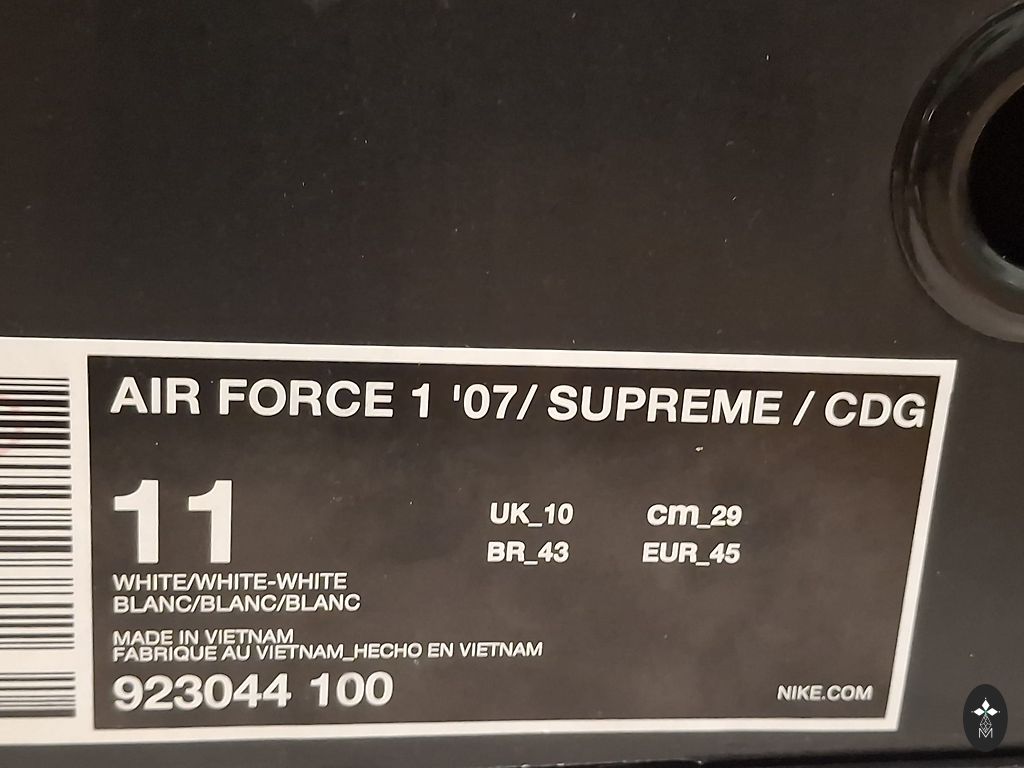 AIR FORCE 1 '07/ SUPREME / CDG
11
UK_10 cm_29
BR_43 EUR_45
WHITE/WHITE-WHITE
BLANC/BLANC/BLANC
MADE IN VIETNAM
FABRIQUE AU VIETNAM_HECHO EN VIETNAM
923044 100
NIKE.COM
M